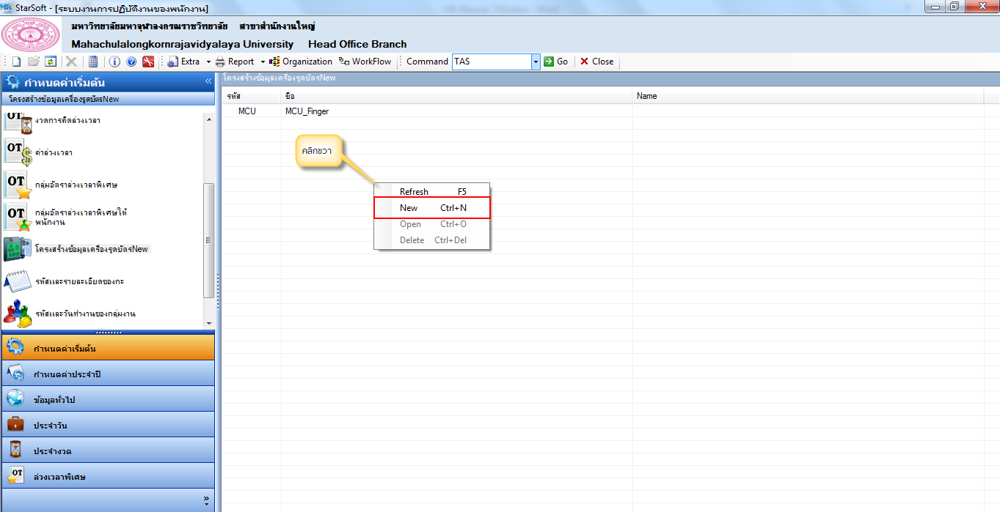 StarSoft - [ระบบงานการปฏิบัติงานของพนักงาน]
มหาวิทยาลัยมหาจุฬาลงกรณราชวิทยาลัย สาขาสำนักงานใหญ่
Mahachulalongkornrajavidyalaya University Head Office Branch
Extra Report Organization WorkFlow Command TAS Go Close
กำหนดค่าเริ่มต้น
โครงสร้างข้อมูลเครื่องรูดบัตรNew
โครงสร้างข้อมูลเครื่องรูดบัตรNew
รหัส ชื่อ Name
MCU MCU_Finger
OT งวดการคิดล่วงเวลา
OT ค่าล่วงเวลา
OT กลุ่มอัตราล่วงเวลาพิเศษ
OT กลุ่มอัตราล่วงเวลาพิเศษให้
พนักงาน
โครงสร้างข้อมูลเครื่องรูดบัตรNew
รหัสและรายละเอียดของกะ
รหัสและวันทำงานของกลุ่มงาน
คลิกขวา
Refresh F5
New Ctrl+N
Open Ctrl+O
Delete Ctrl+Del
กำหนดค่าเริ่มต้น
กำหนดค่าประจำปี
ข้อมูลทั่วไป
ประจำวัน
ประจำงวด
OT ล่วงเวลาพิเศษ